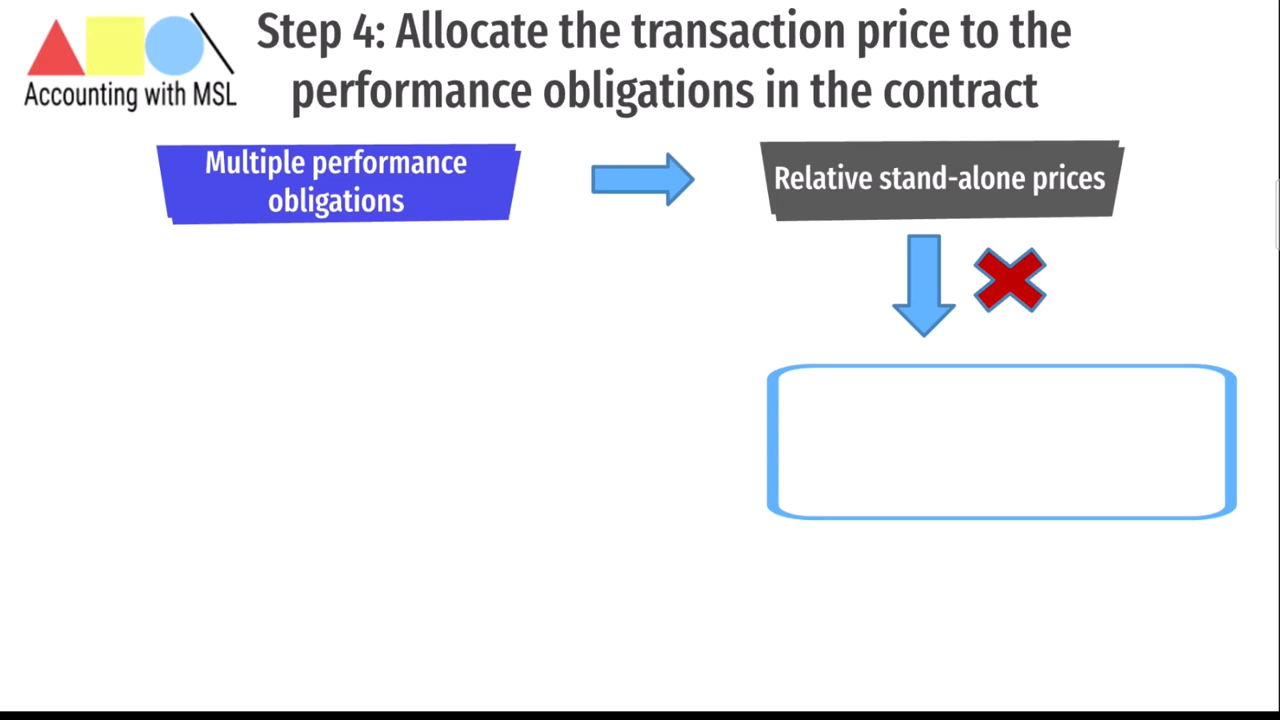 Step 4: Allocate the transaction price to the
performance obligations in the contract
Accounting with MSL
Multiple performance
obligations
Relative stand-alone prices